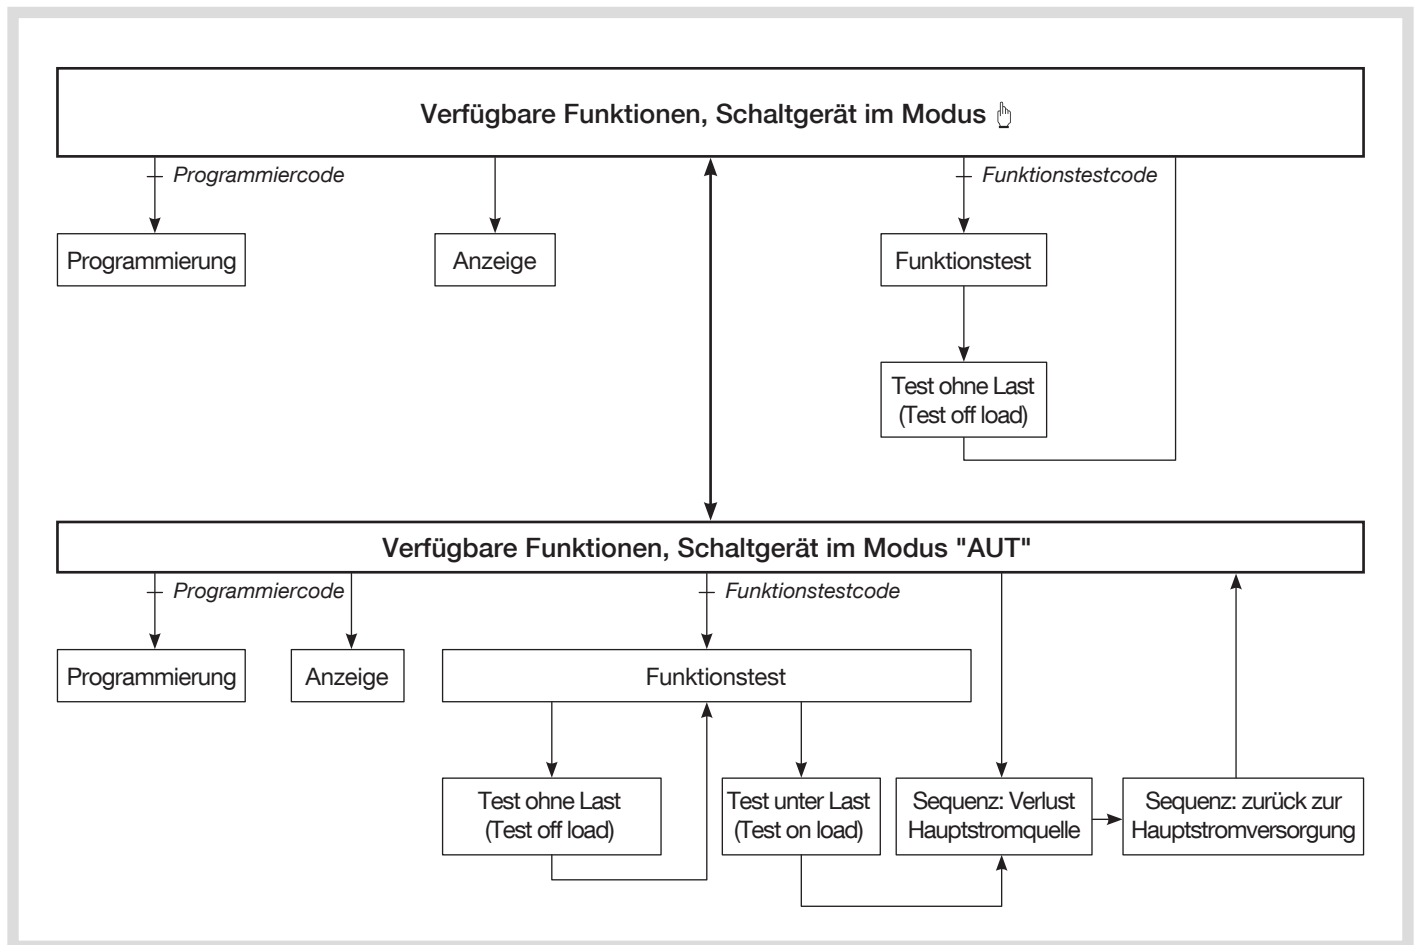 Verfügbare Funktionen, Schaltgerät im Modus
Programmiercode
Funktionstestcode
Programmierung
Anzeige
Funktionstest
Test ohne Last
(Test off load)
Verfügbare Funktionen, Schaltgerät im Modus "AUT"
Programmiercode
Funktionstestcode
Programmierung
Anzeige
Funktionstest
Test ohne Last
(Test off load)
Test unter Last
(Test on load)
Sequenz: Verlust
Hauptstromquelle
Sequenz: zurück zur
Hauptstromversorgung